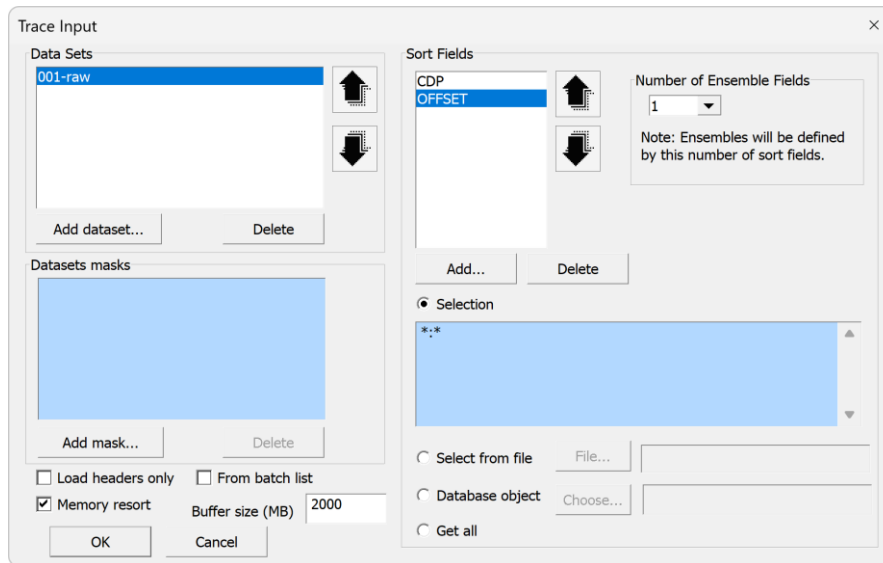 Trace Input
Data Sets
001-raw
Add dataset...
Delete
Datasets masks
Add mask...
Delete
Load headers only
From batch list
Memory resort
Buffer size (MB)
2000
OK
Cancel
Sort Fields
CDP
OFFSET
Number of Ensemble Fields
1
Note: Ensembles will be defined
by this number of sort fields.
Add...
Delete
Selection
*:*
Select from file
File...
Database object
Choose...
Get all